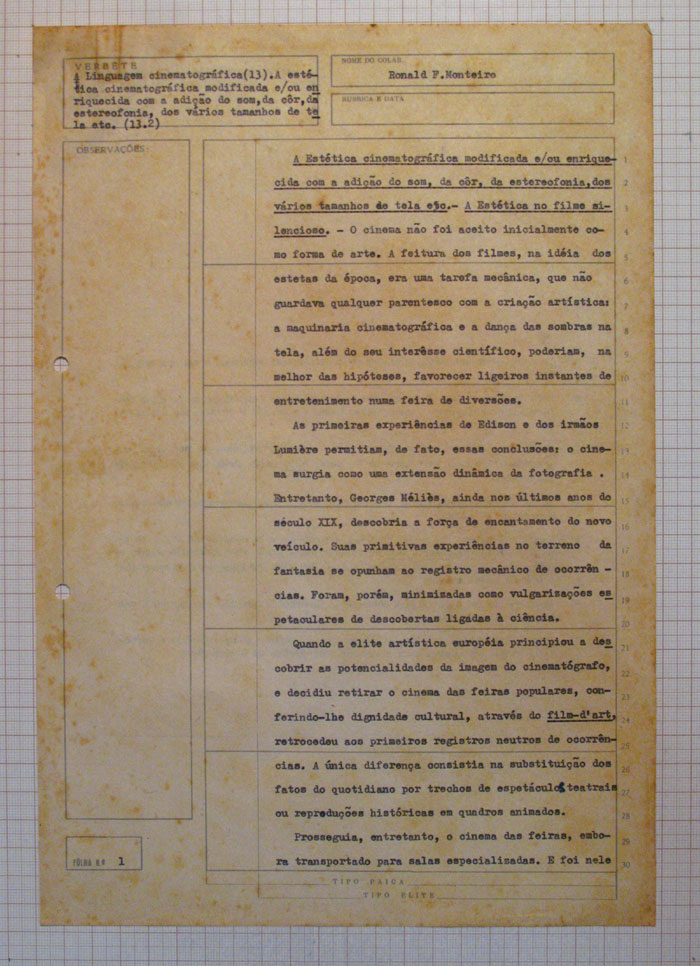 VERBÊTE
A Linguagem cinematográfica(13).A esté-
tica cinematográfica modificada e/ou en
riquecida com a adição do som,da côr,da
estereofonia, dos vários tamanhos de te
la etc. (13.2)
NOME DO COLAB.
Ronald F.Monteiro
RUBRICA E DATA
OBSERVAÇÕES:
A Estética cinematográfica modificada e/ou enrique- 1
cida com a adição do som, da côr, da estereofonia,dos 2
vários tamanhos de tela etc.- A Estética no filme si- 3
lencioso. - O cinema não foi aceito inicialmente co- 4
mo forma de arte. A feitura dos filmes, na idéia dos 5
estetas da época, era uma tarefa mecânica, que não 6
guardava qualquer parentesco com a criação artística: 7
a maquinaria cinematográfica e a dança das sombras na 8
tela, além do seu interêsse científico, poderiam, na 9
melhor das hipóteses, favorecer ligeiros instantes de 10
entretenimento numa feira de diversões. 11
As primeiras experiências de Edison e dos irmãos 12
Lumière permitiam, de fato, essas conclusões: o cine- 13
ma surgia como uma extensão dinâmica da fotografia . 14
Entretanto, Georges Méliès, ainda nos últimos anos do 15
século XIX, descobria a força de encantamento do novo 16
veículo. Suas primitivas experiências no terreno da 17
fantasia se opunham ao registro mecânico de ocorrên - 18
cias. Foram, porém, minimizadas como vulgarizações es 19
petaculares de descobertas ligadas à ciência. 20
Quando a elite artística européia principiou a des 21
cobrir as potencialidades da imagem do cinematógrafo, 22
e decidiu retirar o cinema das feiras populares, con- 23
ferindo-lhe dignidade cultural, através do film-d'art, 24
retrocedeu aos primeiros registros neutros de ocorrên- 25
cias. A única diferença consistia na substituição dos 26
fatos do quotidiano por trechos de espetáculos teatrais 27
ou reproduções históricas em quadros animados. 28
Prosseguia, entretanto, o cinema das feiras, embo- 29
ra transportado para salas especializadas. E foi nele 30
FÔLHA N.º 1
TIPO PAICA
TIPO ELITE